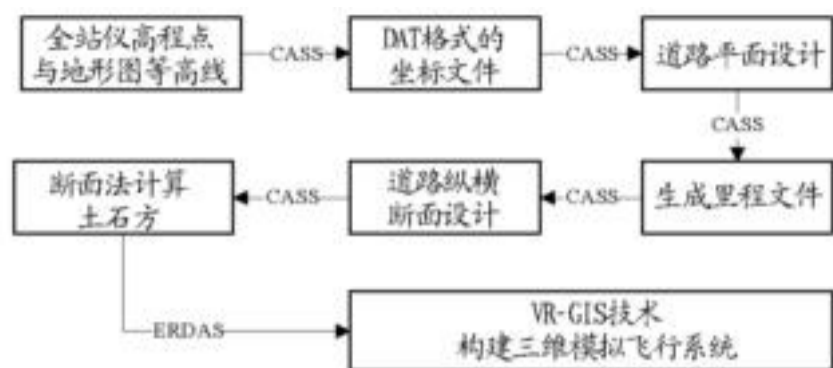 全站仪高程点
与地形图等高线
CASS
DAT格式的
坐标文件
CASS
道路平面设计
CASS
生成里程文件
CASS
道路纵横
断面设计
CASS
断面法计算
土石方
ERDAS
VR-GIS技术
构建三维模拟飞行系统